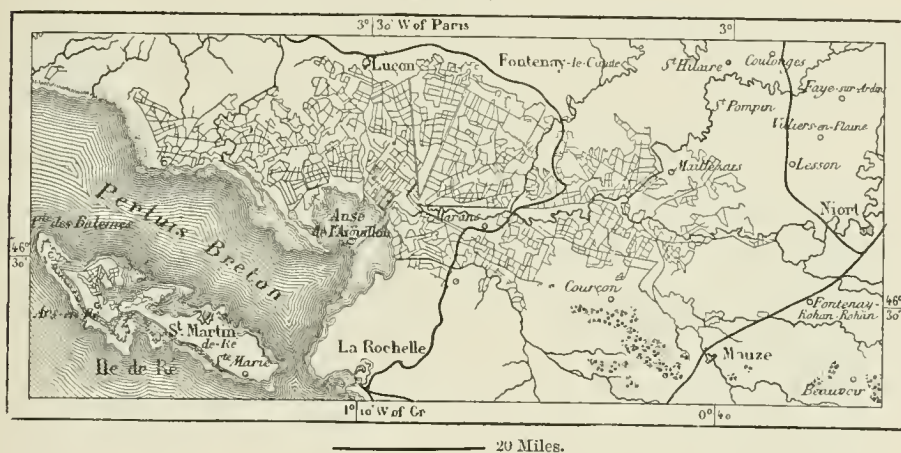 3° 30' W of Paris
3°
Luçon
Fontenay-le-Comte
St Hilaire
Coulonges
St Pompin
Faye-sur-Ardin
Villiers-en-Plaine
Maillezais
Lesson
Pertuis Breton
Anse
de l'Aiguillon
Marans
Niort
Pte des Baleines
46°
30'
Courçon
46°
30'
Fontenay-
Rohan-Rohan
Ars-en-Ré
St Martin
de-Ré
Ste Marie
Ile de Ré
La Rochelle
Mauze
Beauvoir
1° 10' W of Gr
0° 40
20 Miles.